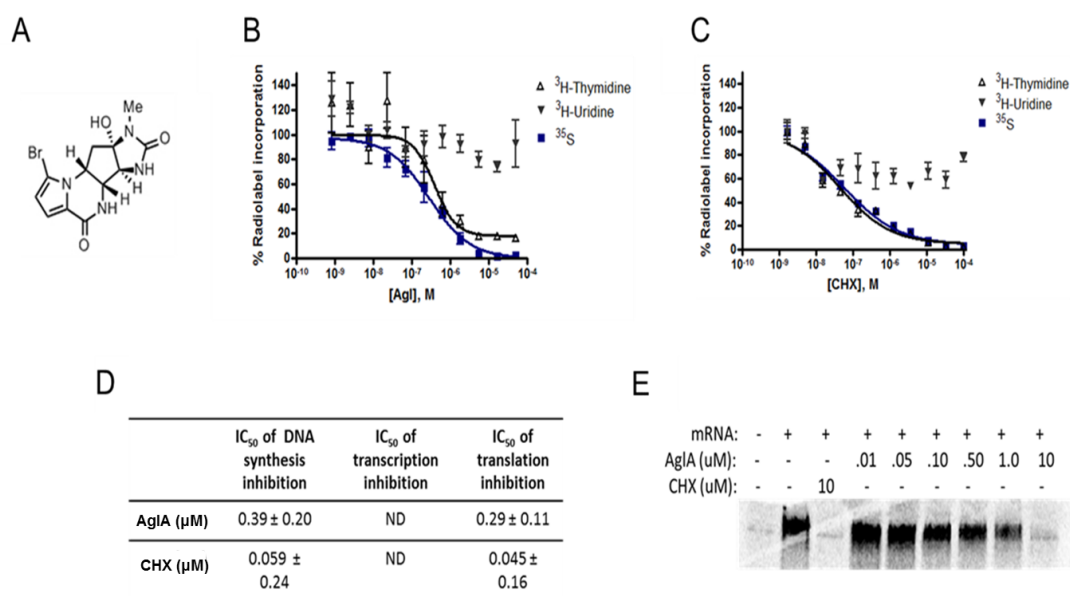 A
HO
Me
N
O
Br
H
N
NH
H
H
NH
O
B
140
120
100
80
60
40
20
0
% Radiolabel incorporation
10-10 10-9 10-8 10-7 10-6 10-5 10-4
[Agl], M
3H-Thymidine
3H-Uridine
35S
C
140
120
100
80
60
40
20
0
% Radiolabel incorporation
10-10 10-9 10-8 10-7 10-6 10-5 10-4
[CHX], M
3H-Thymidine
3H-Uridine
35S
D
IC50 of DNA synthesis inhibition
IC50 of transcription inhibition
IC50 of translation inhibition
AglA (µM) 0.39 ± 0.20 ND 0.29 ± 0.11
CHX (µM) 0.059 ± 0.24 ND 0.045 ± 0.16
E
mRNA: - + + + + + + + +
AglA (uM): - - - .01 .05 .10 .50 1.0 10
CHX (uM): - - 10 - - - - - -